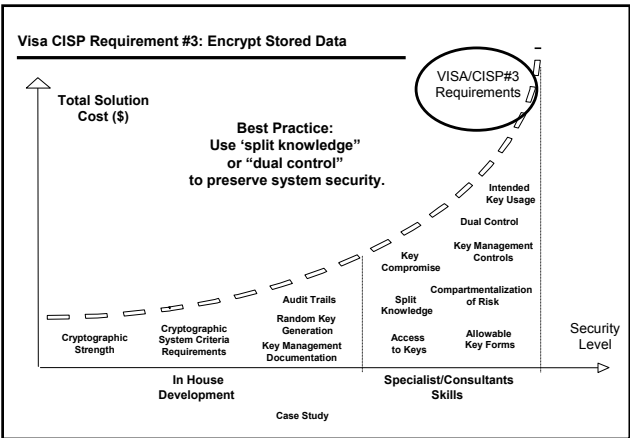 Visa CISP Requirement #3: Encrypt Stored Data
VISA/CISP#3
Requirements
Total Solution
Cost ($)
Best Practice:
Use ‘split knowledge”
or “dual control”
to preserve system security.
Intended
Key Usage
Dual Control
Key Management
Controls
Key
Compromise
Compartmentalization
of Risk
Split
Knowledge
Allowable
Key Forms
Access
to Keys
Audit Trails
Random Key
Generation
Key Management
Documentation
Cryptographic
System Criteria
Requirements
Cryptographic
Strength
Security
Level
In House
Development
Specialist/Consultants
Skills
Case Study